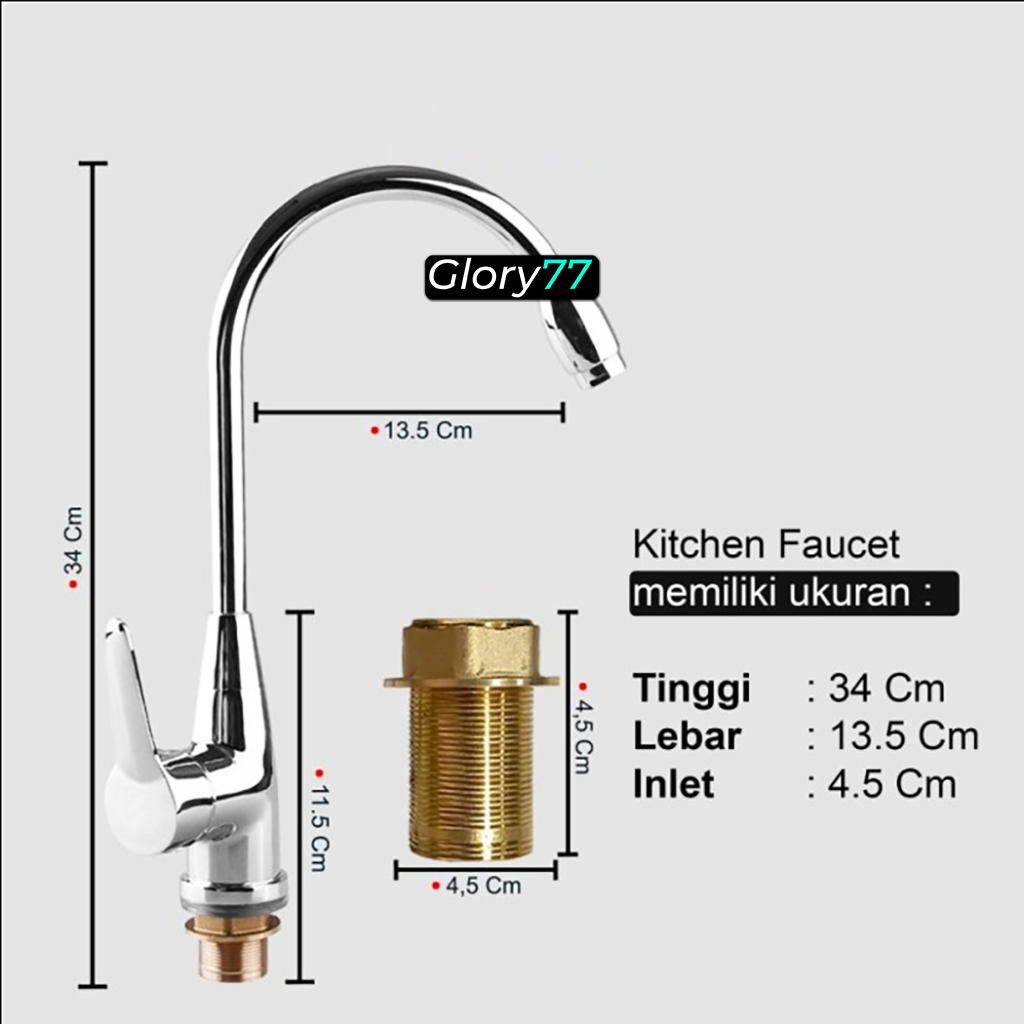 Glory77
• 13.5 Cm
• 34 Cm
Kitchen Faucet
memiliki ukuran :
Tinggi : 34 Cm
Lebar : 13.5 Cm
Inlet : 4.5 Cm
• 4,5 Cm
• 11.5 Cm
• 4,5 Cm